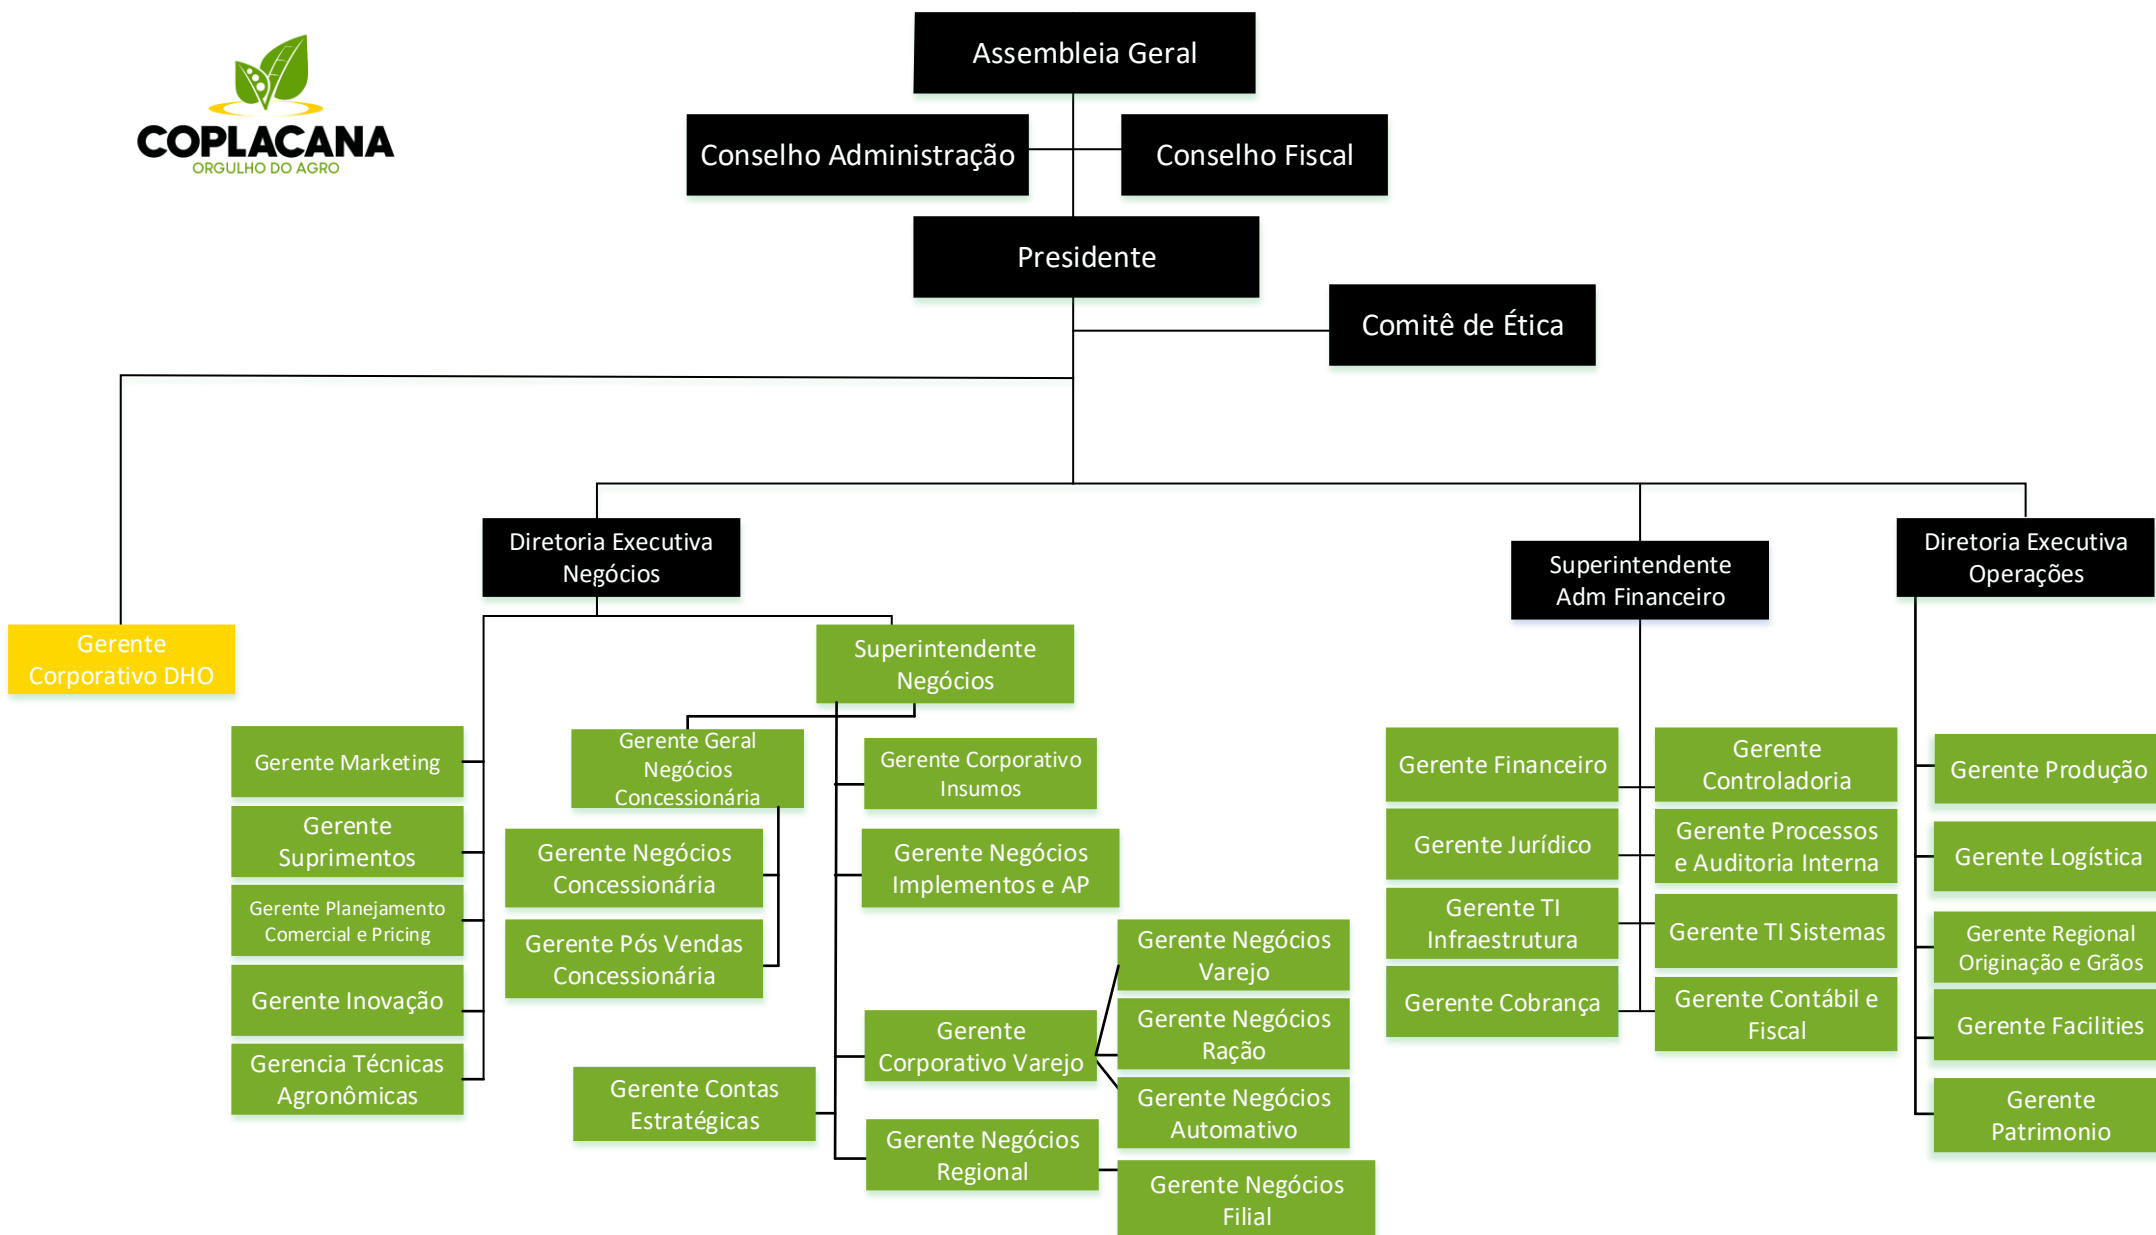 Assembleia Geral
COPLACANA
ORGULHO DO AGRO
Conselho Administração
Conselho Fiscal
Presidente
Comitê de Ética
Diretoria Executiva
Negócios
Superintendente
Adm Financeiro
Diretoria Executiva
Operações
Gerente
Corporativo DHO
Superintendente
Negócios
Gerente Marketing
Gerente
Suprimentos
Gerente Planejamento
Comercial e Pricing
Gerente Inovação
Gerencia Técnicas
Agronômicas
Gerente Geral
Negócios
Concessionária
Gerente Negócios
Concessionária
Gerente Pós Vendas
Concessionária
Gerente Contas
Estratégicas
Gerente Corporativo
Insumos
Gerente Negócios
Implementos e AP
Gerente
Corporativo Varejo
Gerente Negócios
Regional
Gerente Negócios
Varejo
Gerente Negócios
Ração
Gerente Negócios
Automativo
Gerente Negócios
Filial
Gerente Financeiro
Gerente Jurídico
Gerente TI
Infraestrutura
Gerente Cobrança
Gerente
Controladoria
Gerente Processos
e Auditoria Interna
Gerente TI Sistemas
Gerente Contábil e
Fiscal
Gerente Produção
Gerente Logística
Gerente Regional
Originação e Grãos
Gerente Facilities
Gerente
Patrimonio